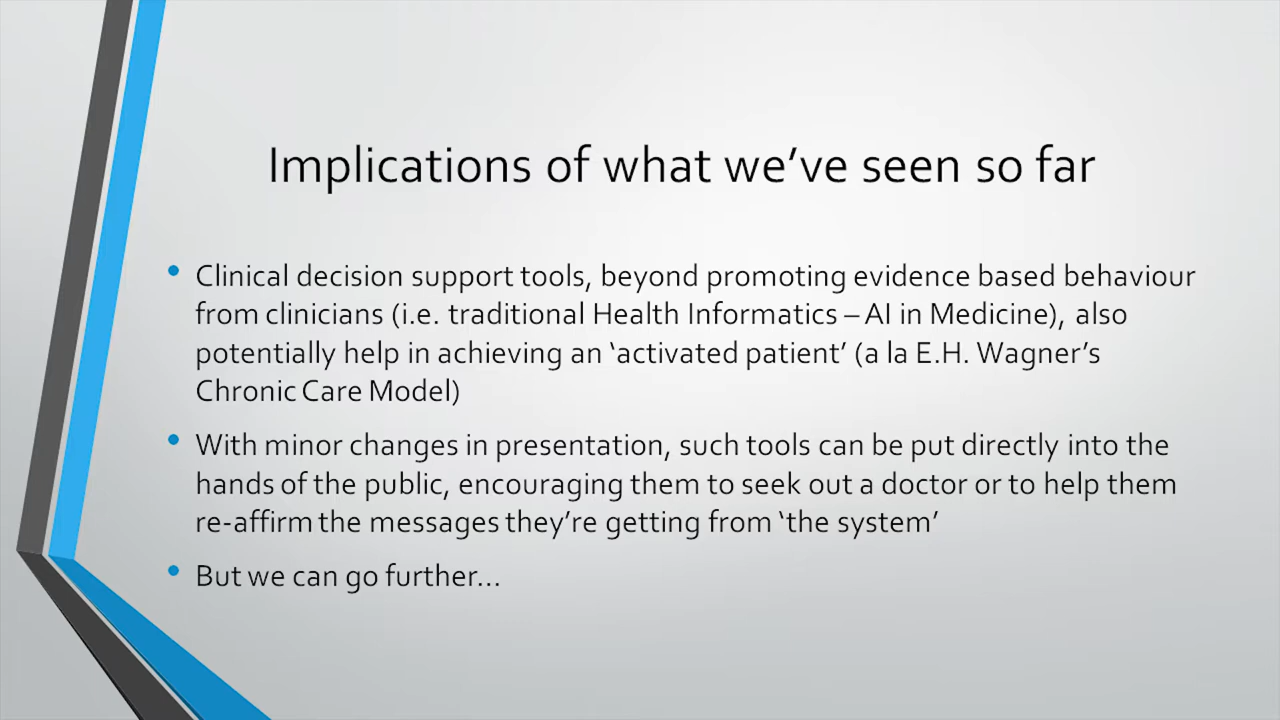 Implications of what we’ve seen so far
• Clinical decision support tools, beyond promoting evidence based behaviour
from clinicians (i.e. traditional Health Informatics – AI in Medicine), also
potentially help in achieving an ‘activated patient’ (a la E.H. Wagner’s
Chronic Care Model)
• With minor changes in presentation, such tools can be put directly into the
hands of the public, encouraging them to seek out a doctor or to help them
re-affirm the messages they’re getting from ‘the system’
• But we can go further...